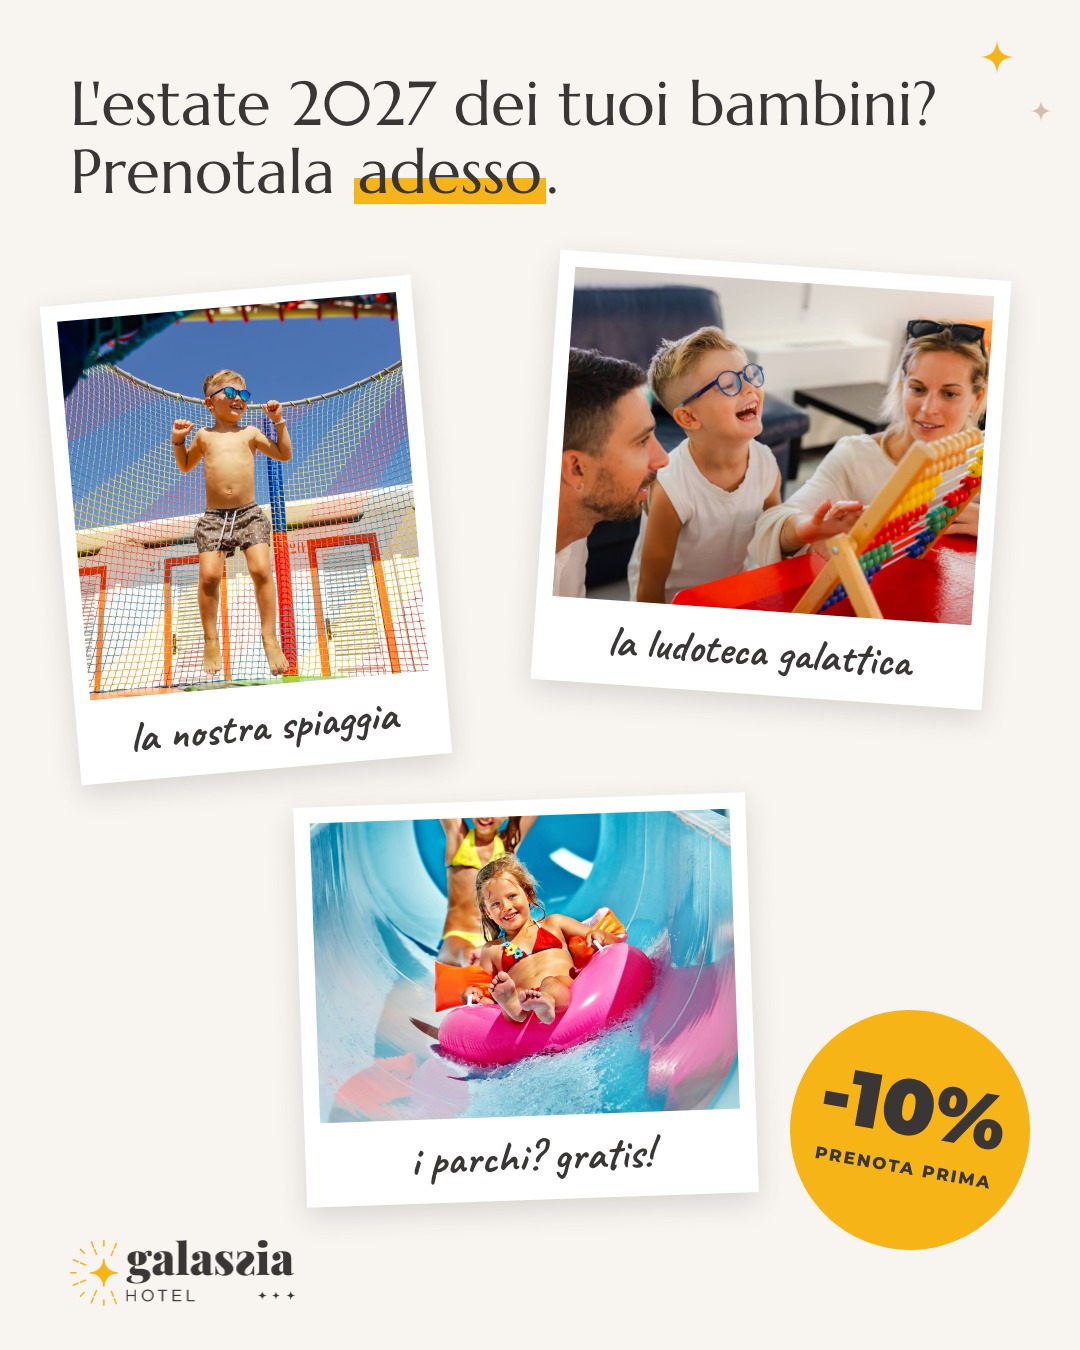 L'estate 2027 dei tuoi bambini?
Prenotala adesso.
la nostra spiaggia
la ludoteca galattica
i parchi? gratis!
-10%
PRENOTA PRIMA
galassia
HOTEL